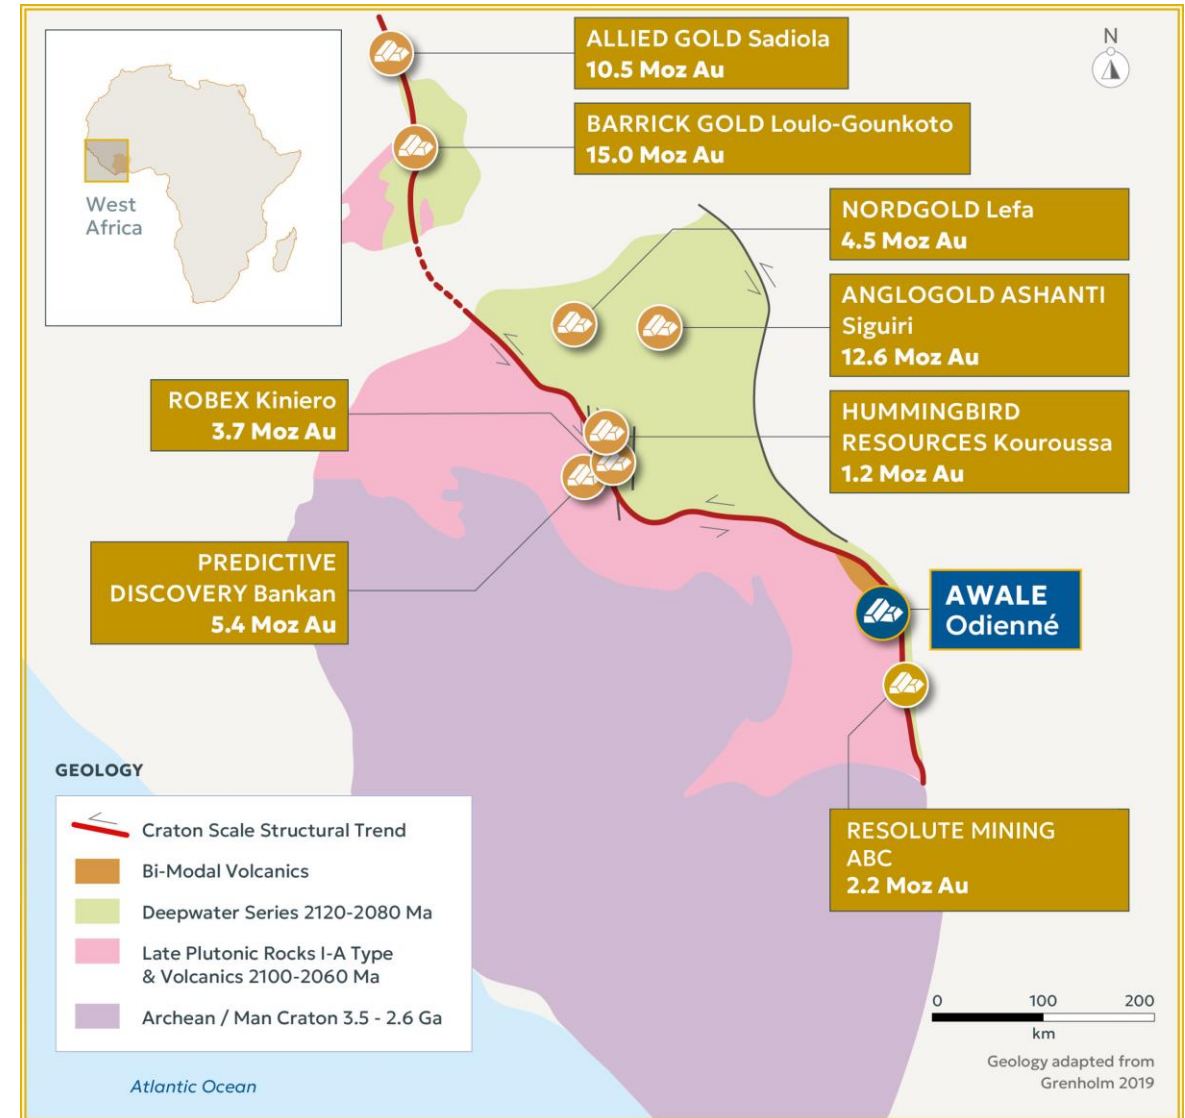 ALLIED GOLD Sadiola
10.5 Moz Au
N
BARRICK GOLD Loulo-Gounkoto
15.0 Moz Au
West
Africa
NORDGOLD Lefa
4.5 Moz Au
ANGLOGOLD ASHANTI
Siguiri
12.6 Moz Au
ROBEX Kiniero
3.7 Moz Au
HUMMINGBIRD
RESOURCES Kouroussa
1.2 Moz Au
PREDICTIVE
DISCOVERY Bankan
5.4 Moz Au
AWALE
Odienné
RESOLUTE MINING
ABC
2.2 Moz Au
GEOLOGY
Craton Scale Structural Trend
Bi-Modal Volcanics
Deepwater Series 2120-2080 Ma
Late Plutonic Rocks I-A Type
& Volcanics 2100-2060 Ma
Archean / Man Craton 3.5 - 2.6 Ga
Atlantic Ocean
0 100 200
km
Geology adapted from
Grenholm 2019